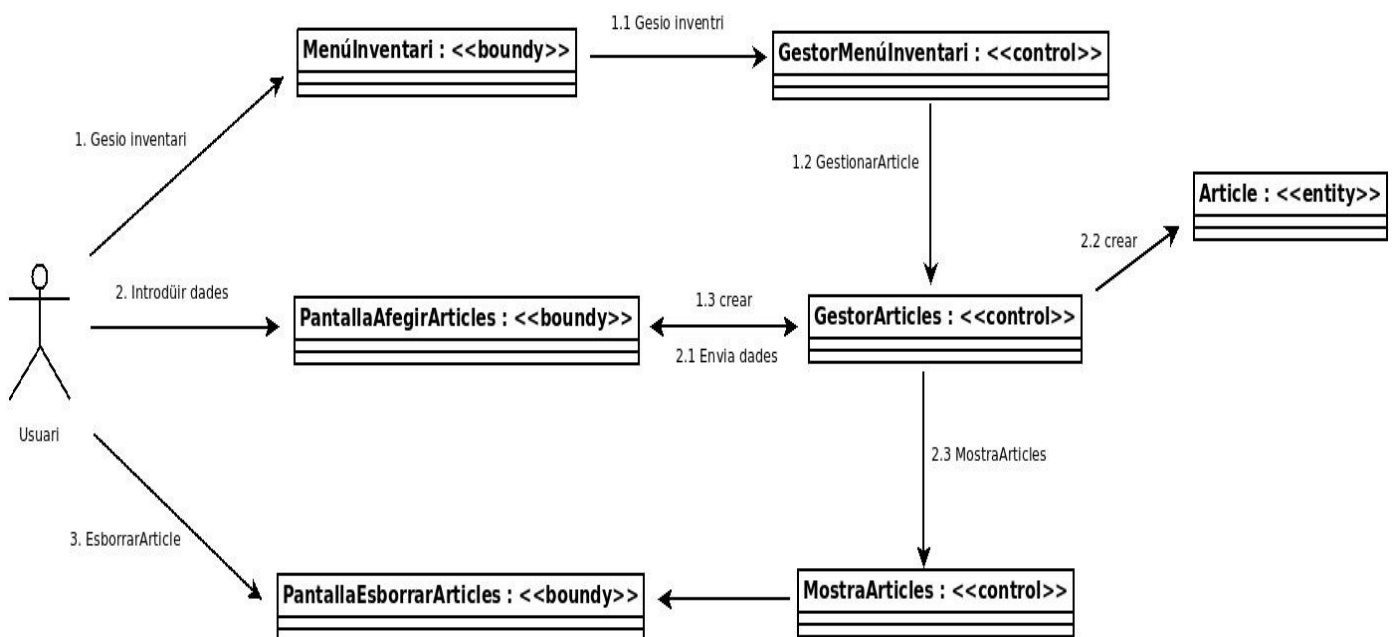 1.1 Gesio inventri
MenúInventari : <<boundy>>
GestorMenúInventari : <<control>>
1. Gesio inventari
1.2 GestionarArticle
Article : <<entity>>
2.2 crear
2. Introdüir dades
1.3 crear
PantallaAfegirArticles : <<boundy>>
GestorArticles : <<control>>
2.1 Envia dades
Usuari
2.3 MostraArticles
3. EsborrarArticle
PantallaEsborrarArticles : <<boundy>>
MostraArticles : <<control>>